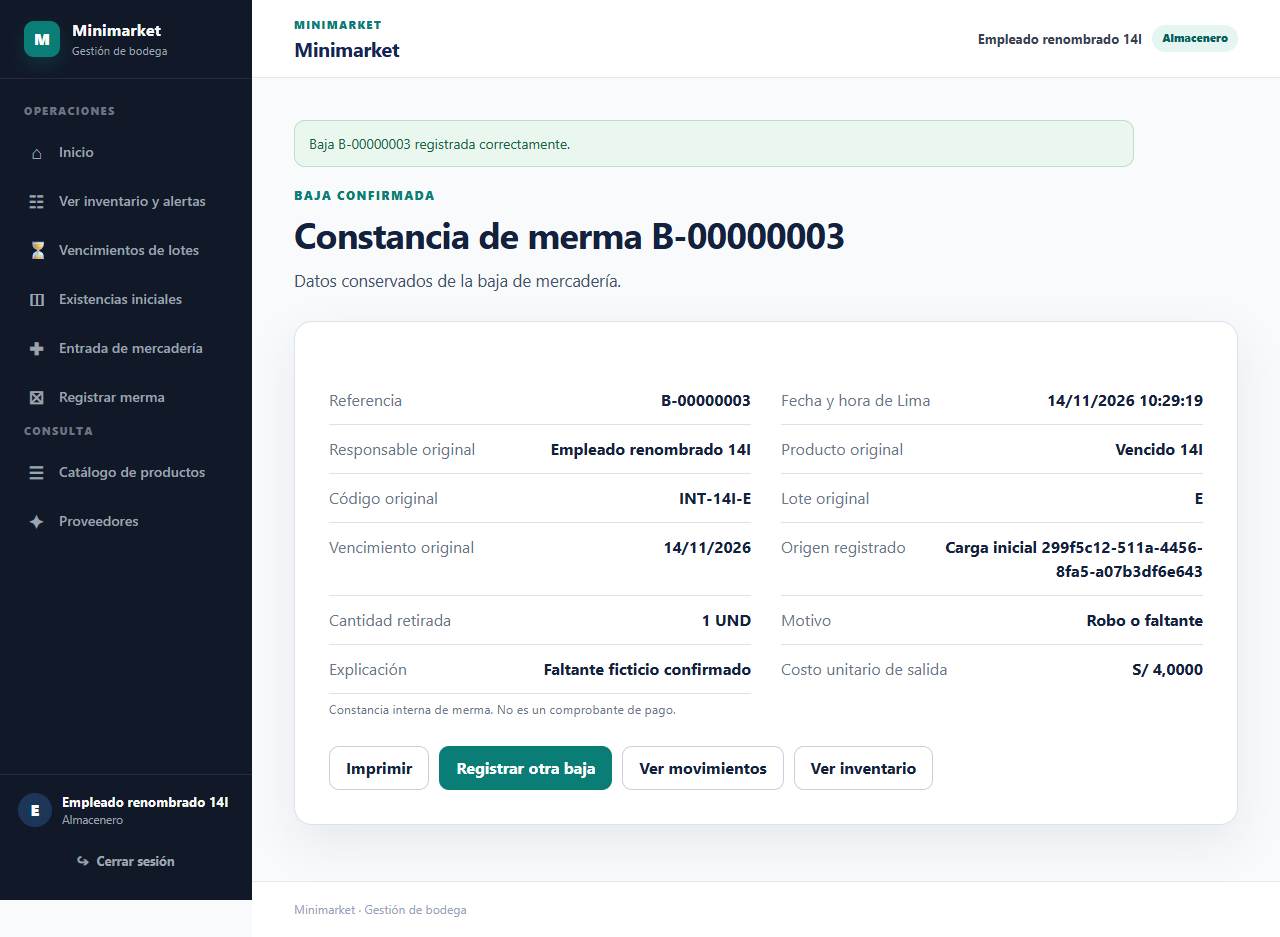 M
Minimarket
Gestión de bodega
OPERACIONES
Inicio
Ver inventario y alertas
Vencimientos de lotes
Existencias iniciales
Entrada de mercadería
Registrar merma
CONSULTA
Catálogo de productos
Proveedores
E
Empleado renombrado 14I
Almacenero
Cerrar sesión
MINIMARKET
Minimarket
Empleado renombrado 14I
Almacenero
Baja B-00000003 registrada correctamente.
BAJA CONFIRMADA
Constancia de merma B-00000003
Datos conservados de la baja de mercadería.
Referencia B-00000003
Fecha y hora de Lima 14/11/2026 10:29:19
Responsable original Empleado renombrado 14I
Producto original Vencido 14I
Código original INT-14I-E
Lote original E
Vencimiento original 14/11/2026
Origen registrado Carga inicial 299f5c12-511a-4456-
8fa5-a07b3df6e643
Cantidad retirada 1 UND
Motivo Robo o faltante
Explicación Faltante ficticio confirmado
Costo unitario de salida S/ 4,0000
Constancia interna de merma. No es un comprobante de pago.
Imprimir
Registrar otra baja
Ver movimientos
Ver inventario
Minimarket · Gestión de bodega